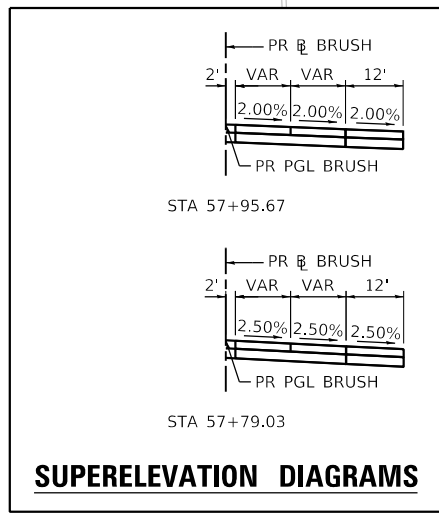 PR BL BRUSH
2' VAR VAR 12'
2.00% 2.00% 2.00%
PR PGL BRUSH
STA 57+95.67
PR BL BRUSH
2' VAR VAR 12'
2.50% 2.50% 2.50%
PR PGL BRUSH
STA 57+79.03
SUPERELEVATION DIAGRAMS